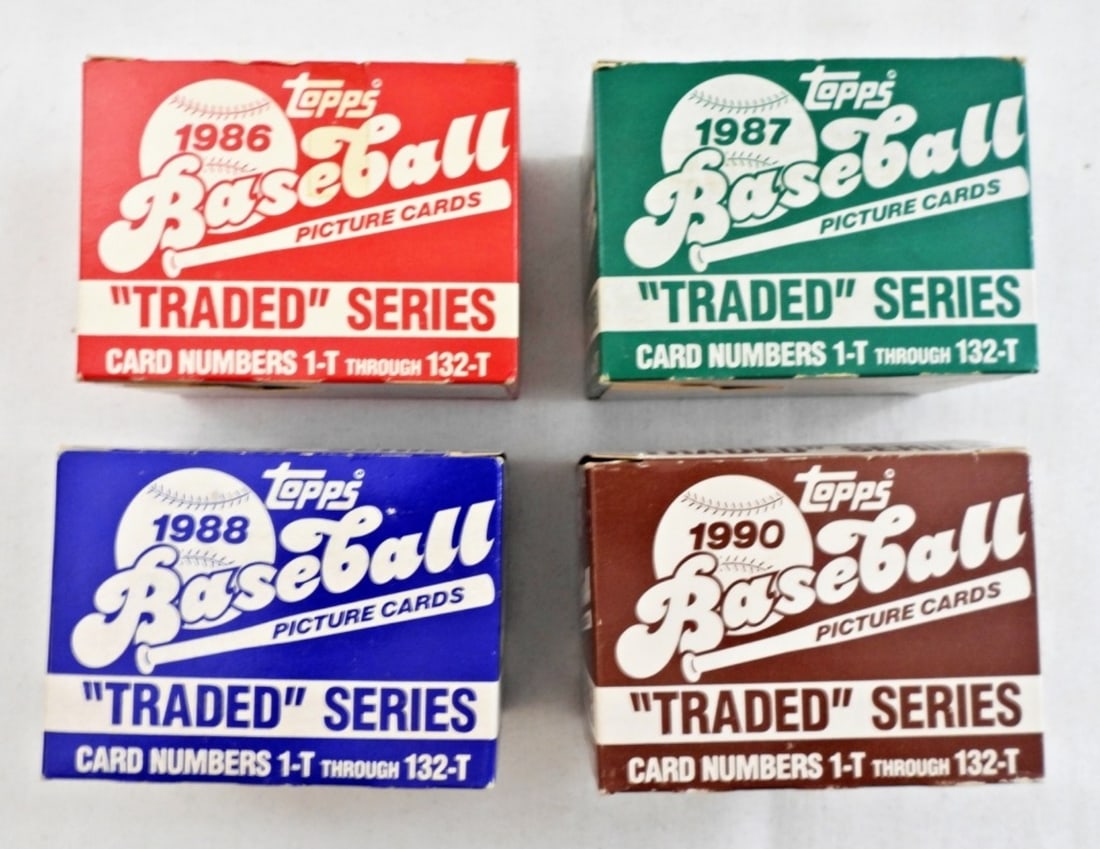 topps
1986
Baseball
PICTURE CARDS
"TRADED" SERIES
CARD NUMBERS 1-T THROUGH 132-T
topps
1987
Baseball
PICTURE CARDS
"TRADED" SERIES
CARD NUMBERS 1-T THROUGH 132-T
topps
1988
Baseball
PICTURE CARDS
"TRADED" SERIES
CARD NUMBERS 1-T THROUGH 132-T
topps
1990
Baseball
PICTURE CARDS
"TRADED" SERIES
CARD NUMBERS 1-T THROUGH 132-T